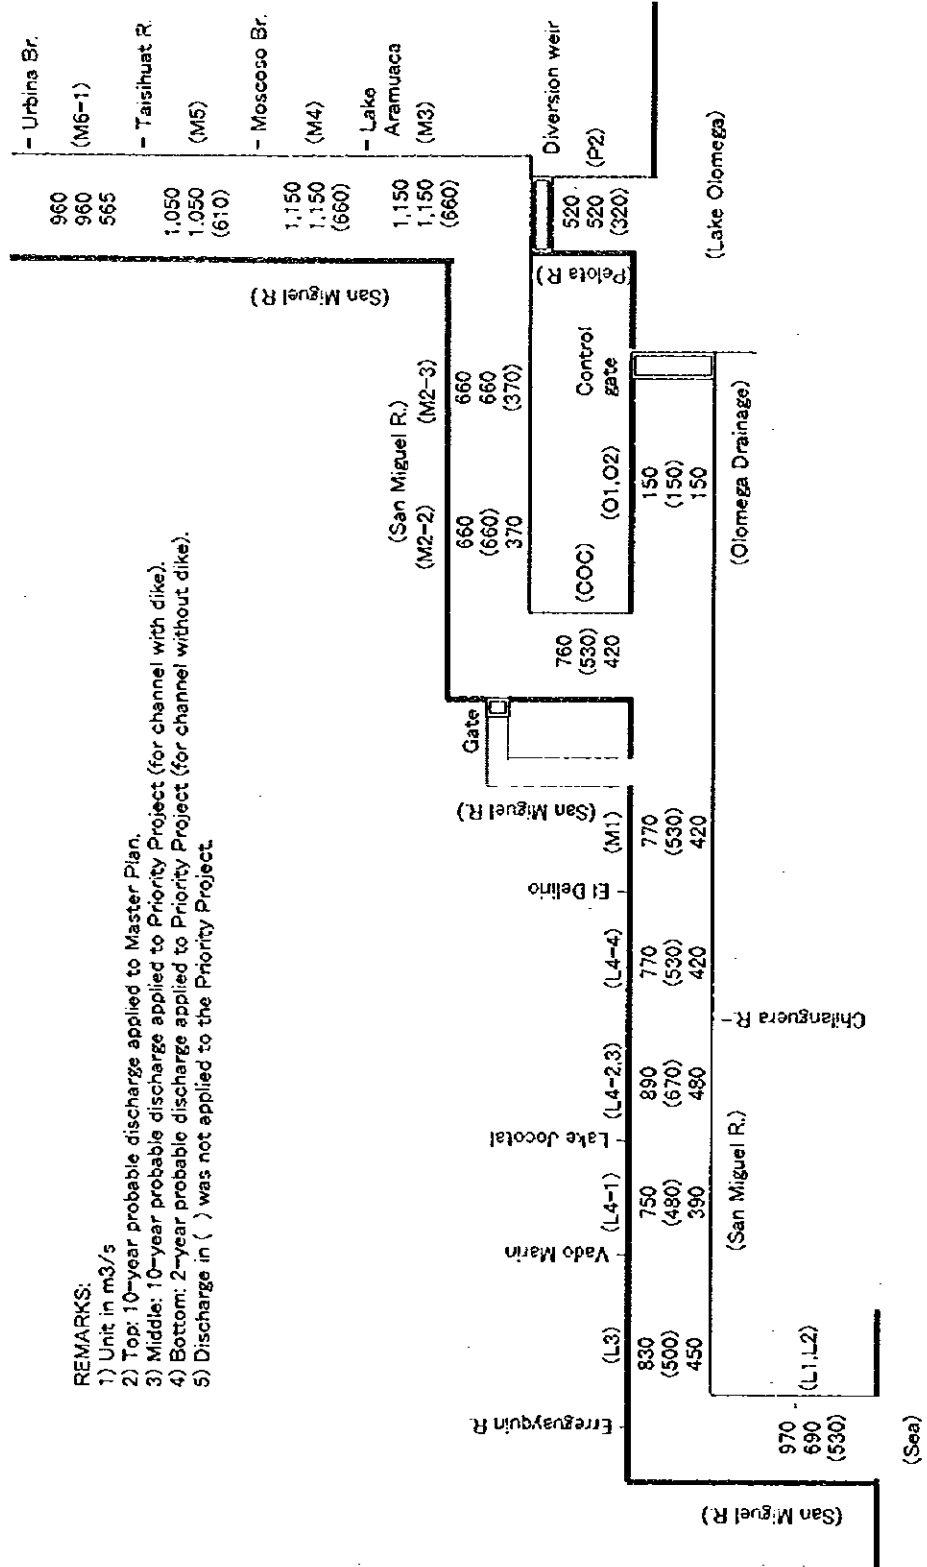 REMARKS:
1) Unit in m3/s
2) Top: 10-year probable discharge applied to Master Plan.
3) Middle: 10-year probable discharge applied to Priority Project (for channel with dike).
4) Bottom: 2-year probable discharge applied to Priority Project (for channel without dike).
5) Discharge in ( ) was not applied to the Priority Project.
- Urbina Br.
960
960
565
(M6-1)
- Taisihuat R.
1,050
1,050
(610)
(M5)
- Moscoso Br.
1,150
1,150
(660)
(M4)
- Lake
Aramuaca
1,150
1,150
(660)
(M3)
(San Miguel R.)
(San Miguel R.)
(M2-2)
660
(660)
370
(M2-3)
660
660
(370)
Diversion weir
(P2)
520
520
(320)
(Pelota R.)
(Lake Olomega)
Control
gate
(COC)
760
(530)
420
(O1,O2)
150
(150)
150
(Olomega Drainage)
Gate
(San Miguel R.)
(M1)
770
(530)
420
El Delirio
(L4-4)
770
(530)
420
Chilanguera R.
(L4-2,3)
890
(670)
480
Lake Jocotal
(L4-1)
750
(480)
390
Vado Marin
(San Miguel R.)
(L3)
830
(500)
450
Erreguayquin R.
(L1,L2)
970
690
(530)
(San Miguel R.)
(Sea)